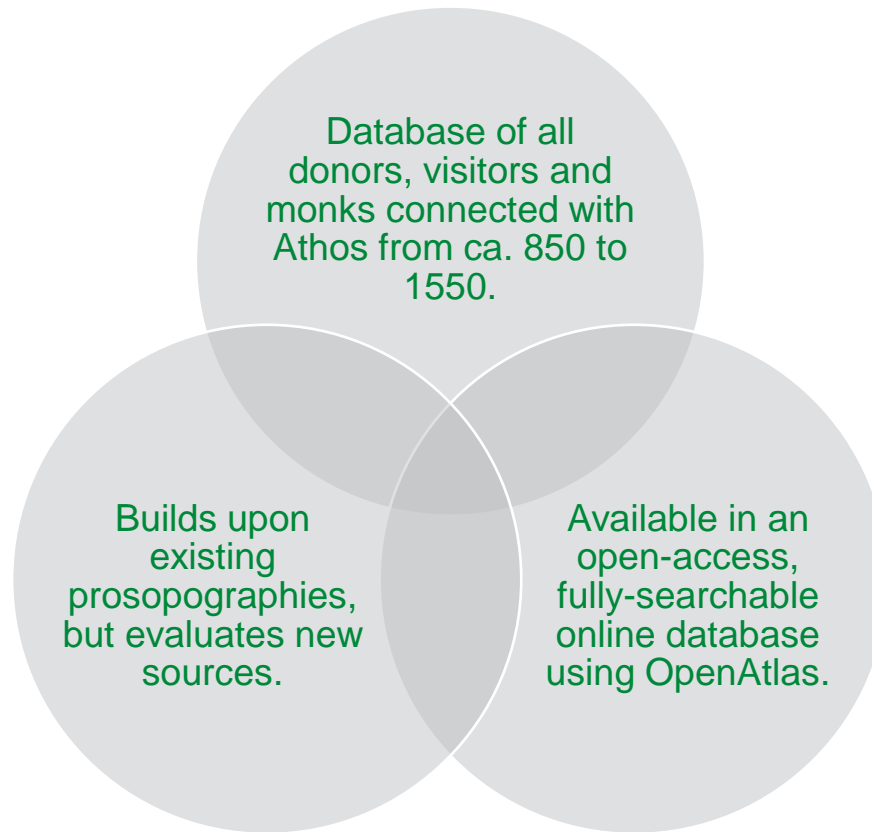 Database of all
donors, visitors and
monks connected with
Athos from ca. 850 to
1550.
Builds upon
existing
prosopographies,
but evaluates new
sources.
Available in an
open-access,
fully-searchable
online database
using OpenAtlas.